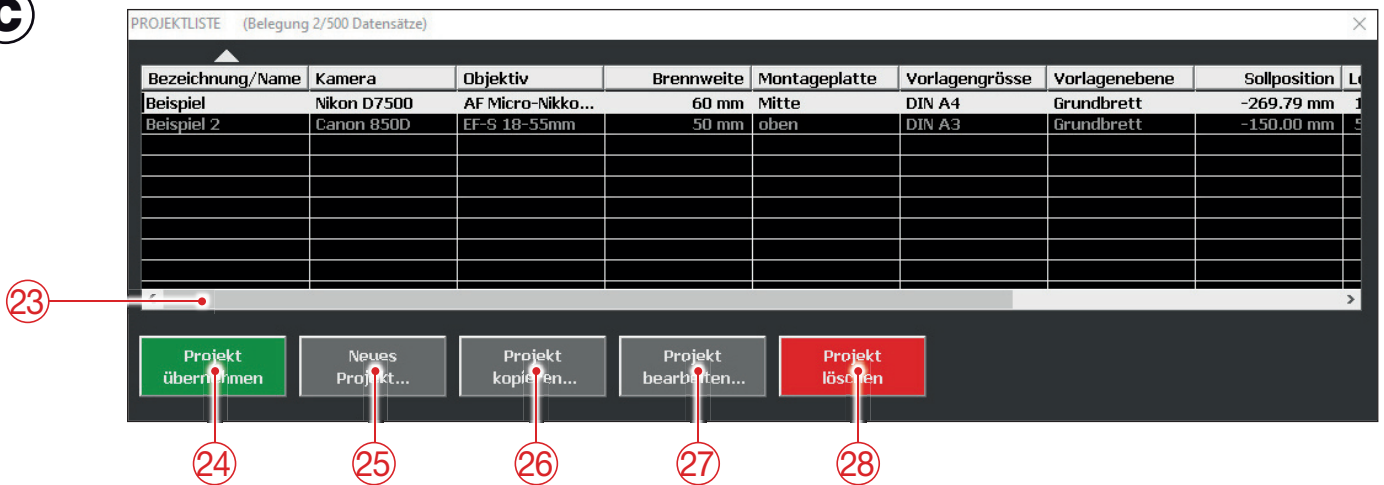 C
PROJEKTLISTE (Belegung 2/500 Datensätze)
Bezeichnung/Name Kamera Objektiv Brennweite Montageplatte Vorlagengrösse Vorlagenebene Sollposition
Beispiel Nikon D7500 AF Micro-Nikko... 60 mm Mitte DIN A4 Grundbrett -269.79 mm 1
Beispiel 2 Canon 850D EF-S 18-55mm 50 mm oben DIN A3 Grundbrett -150.00 mm 5
23
Projekt übernehmen Neues Projekt... Projekt kopieren... Projekt bearbeiten... Projekt löschen
24 25 26 27 28